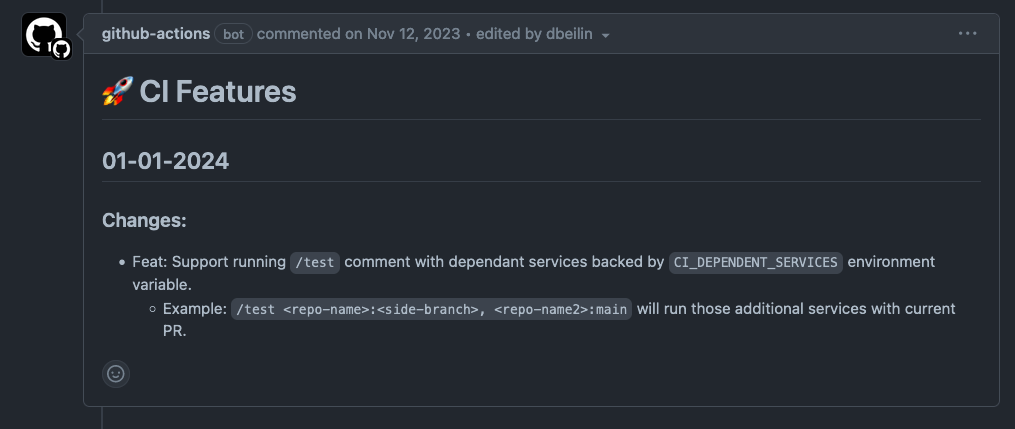 github-actions bot commented on Nov 12, 2023 • edited by dbeilin
🚀 CI Features
01-01-2024
Changes:
• Feat: Support running /test comment with dependant services backed by CI_DEPENDENT_SERVICES environment
variable.
◦ Example: /test <repo-name>:<side-branch>, <repo-name2>:main will run those additional services with current
PR.